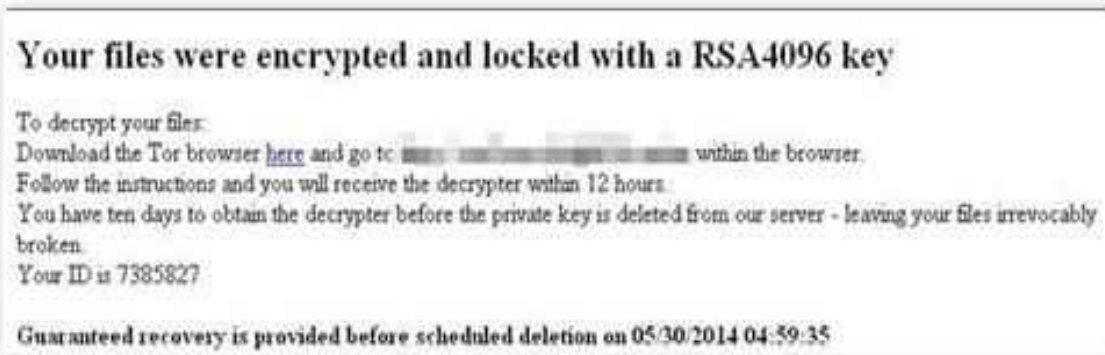 Your files were encrypted and locked with a RSA4096 key
To decrypt your files:
Download the Tor browser here and go to within the browser.
Follow the instructions and you will receive the decrypter within 12 hours.
You have ten days to obtain the decrypter before the private key is deleted from our server - leaving your files irrevocably
broken.
Your ID is 7385827
Guaranteed recovery is provided before scheduled deletion on 05/30/2014 04:59:35